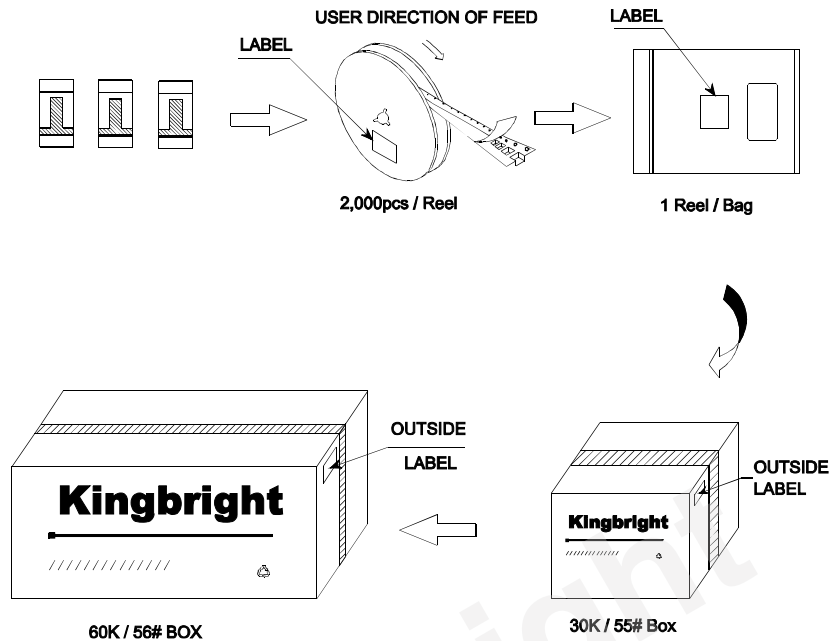 USER DIRECTION OF FEED
LABEL
LABEL
2,000pcs / Reel
1 Reel / Bag
OUTSIDE
LABEL
OUTSIDE
LABEL
Kingbright
Kingbright
60K / 56# BOX
30K / 55# Box
right